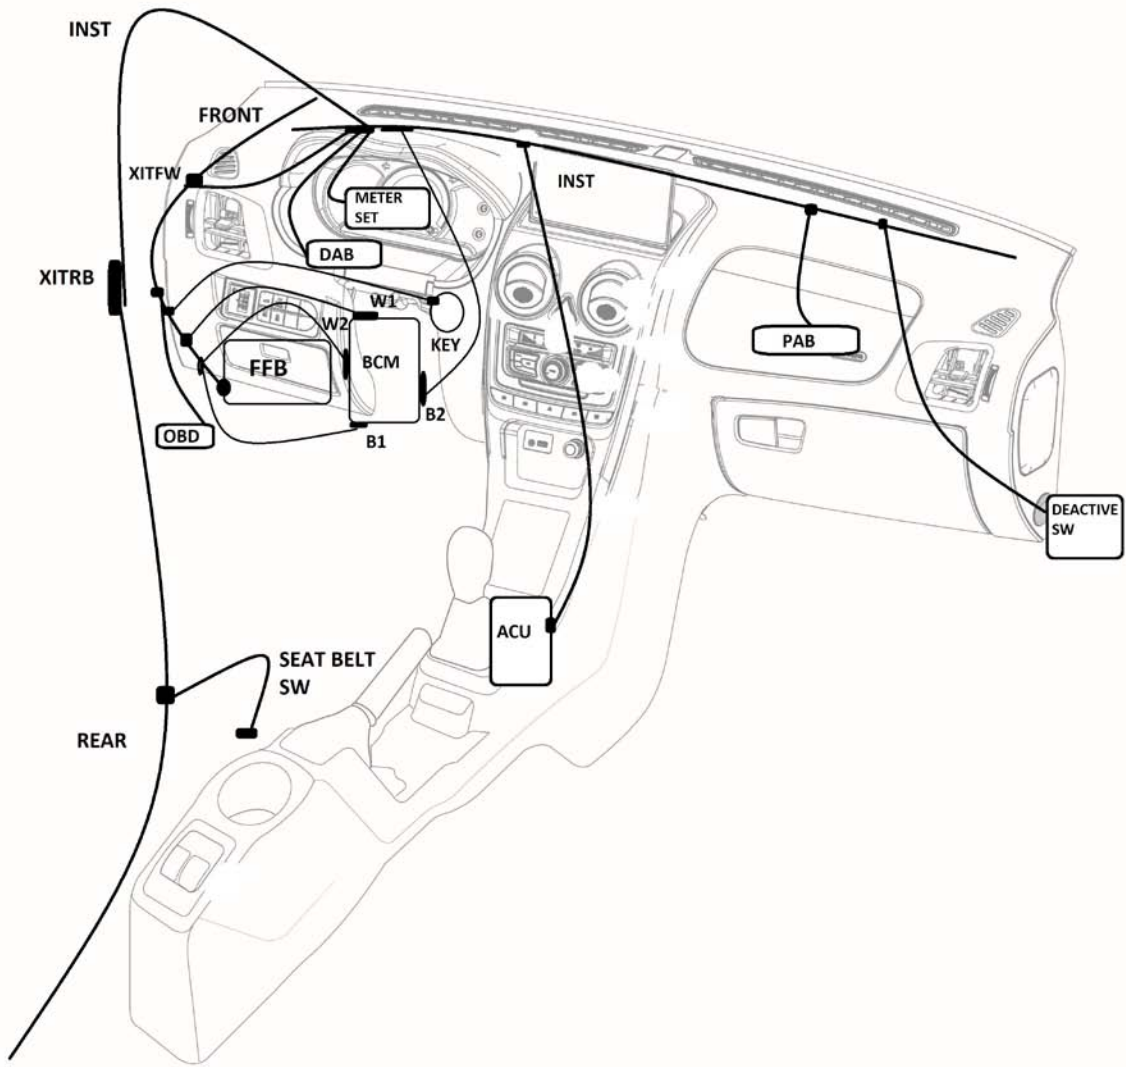 INST
FRONT
XITFW
METER
SET
INST
DAB
XITRB
W1
W2
KEY
PAB
BCM
FFB
B2
OBD
B1
DEACTIVE
SW
ACU
SEAT BELT
SW
REAR